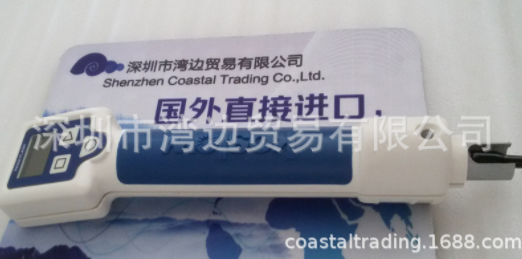 深圳市湾边贸易有限公司
Shenzhen Coastal Trading Co.,Ltd.
国外直接进口，
深圳市湾边贸易有限公司
coastaltrading.1688.com